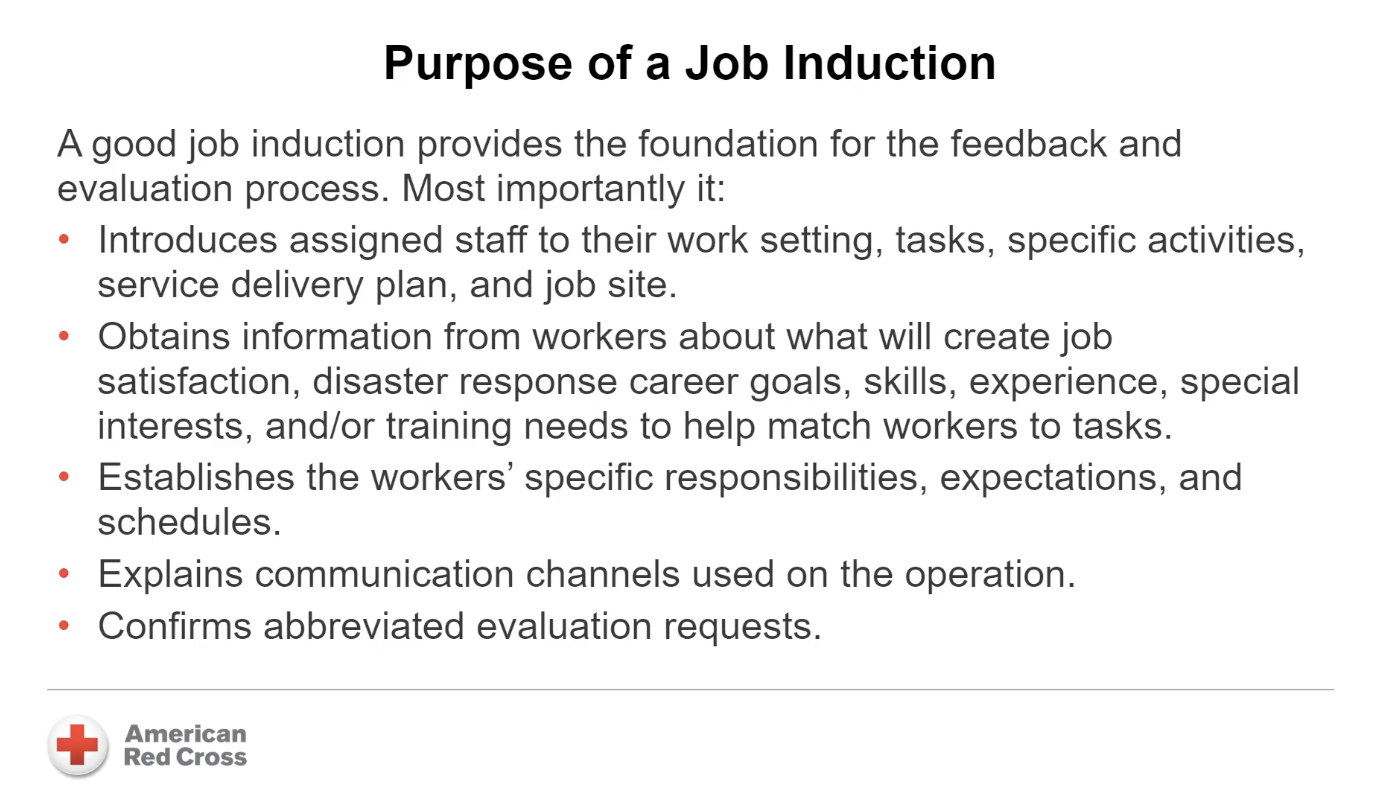 Purpose of a Job Induction
A good job induction provides the foundation for the feedback and
evaluation process. Most importantly it:
• Introduces assigned staff to their work setting, tasks, specific activities,
service delivery plan, and job site.
• Obtains information from workers about what will create job
satisfaction, disaster response career goals, skills, experience, special
interests, and/or training needs to help match workers to tasks.
• Establishes the workers’ specific responsibilities, expectations, and
schedules.
• Explains communication channels used on the operation.
• Confirms abbreviated evaluation requests.
American
Red Cross